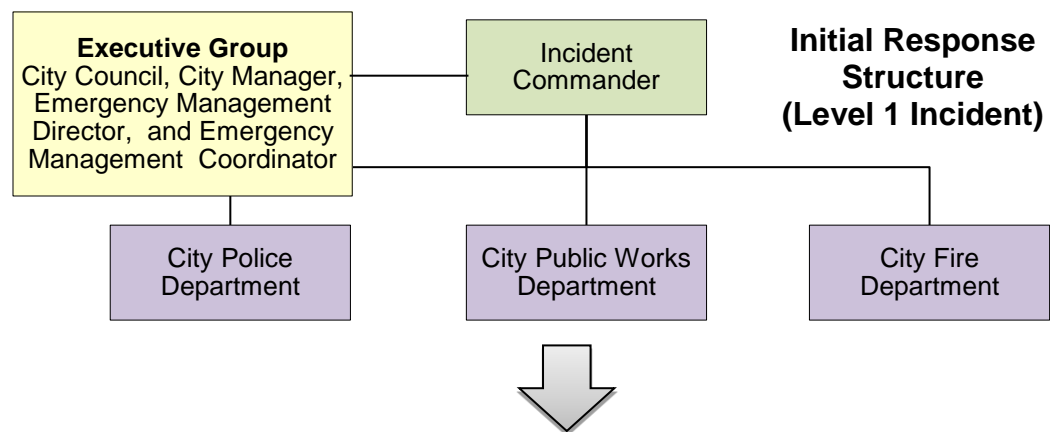 Executive Group
City Council, City Manager,
Emergency Management
Director, and Emergency
Management Coordinator
Incident
Commander
Initial Response
Structure
(Level 1 Incident)
City Police
Department
City Public Works
Department
City Fire
Department